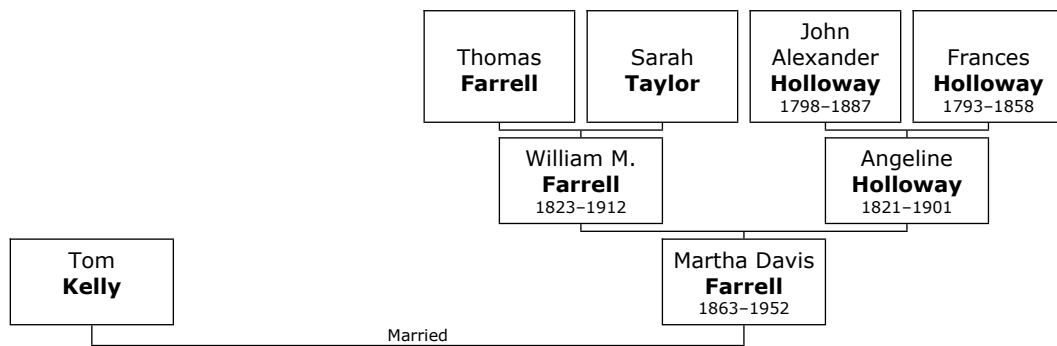 Thomas
Farrell
Sarah
Taylor
John
Alexander
Holloway
1798–1887
Frances
Holloway
1793–1858
William M.
Farrell
1823–1912
Angeline
Holloway
1821–1901
Tom
Kelly
Martha Davis
Farrell
1863–1952
Married